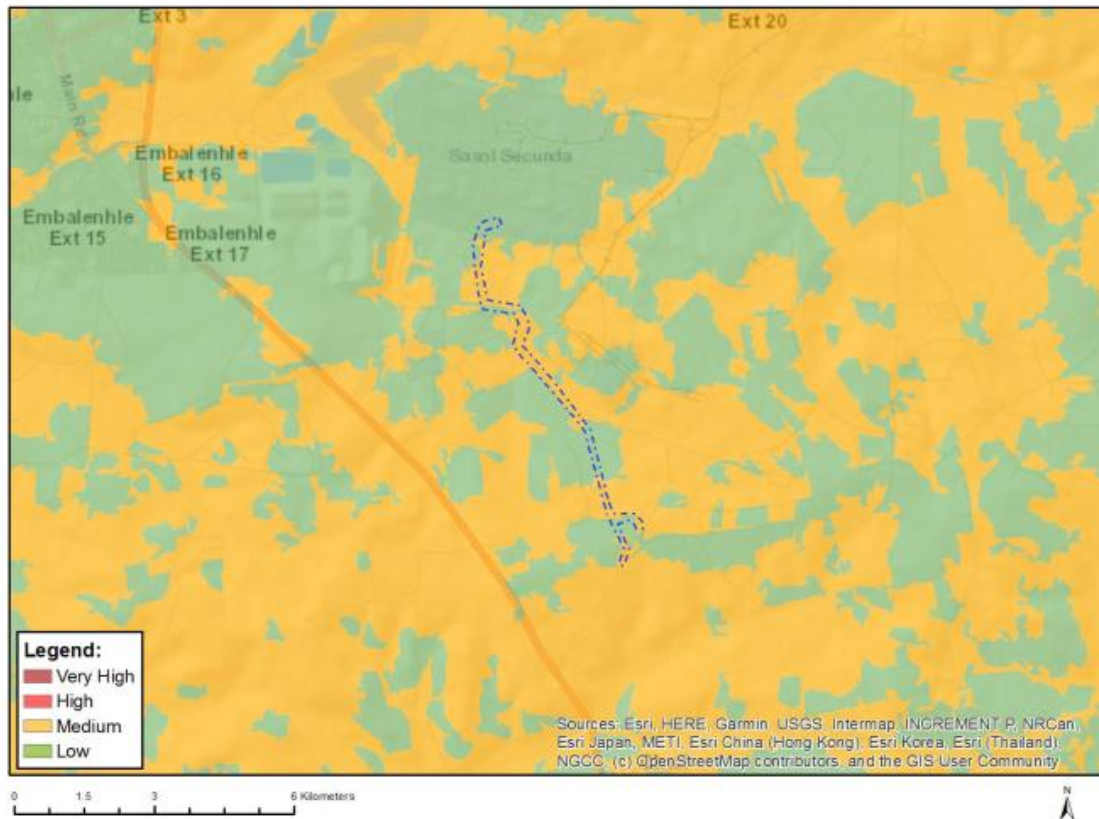 Ext 3
Ext 20
Main Rd
hle
Embalenhle
Ext 16
Sasol Secunda
Embalenhle
Ext 15
Embalenhle
Ext 17
Legend:
Very High
High
Medium
Low
Sources: Esri, HERE, Garmin, USGS, Intermap, INCREMENT P, NRCan,
Esri Japan, METI, Esri China (Hong Kong), Esri Korea, Esri (Thailand),
NGCC, (c) OpenStreetMap contributors, and the GIS User Community
0 1.5 3 6 Kilometers
N